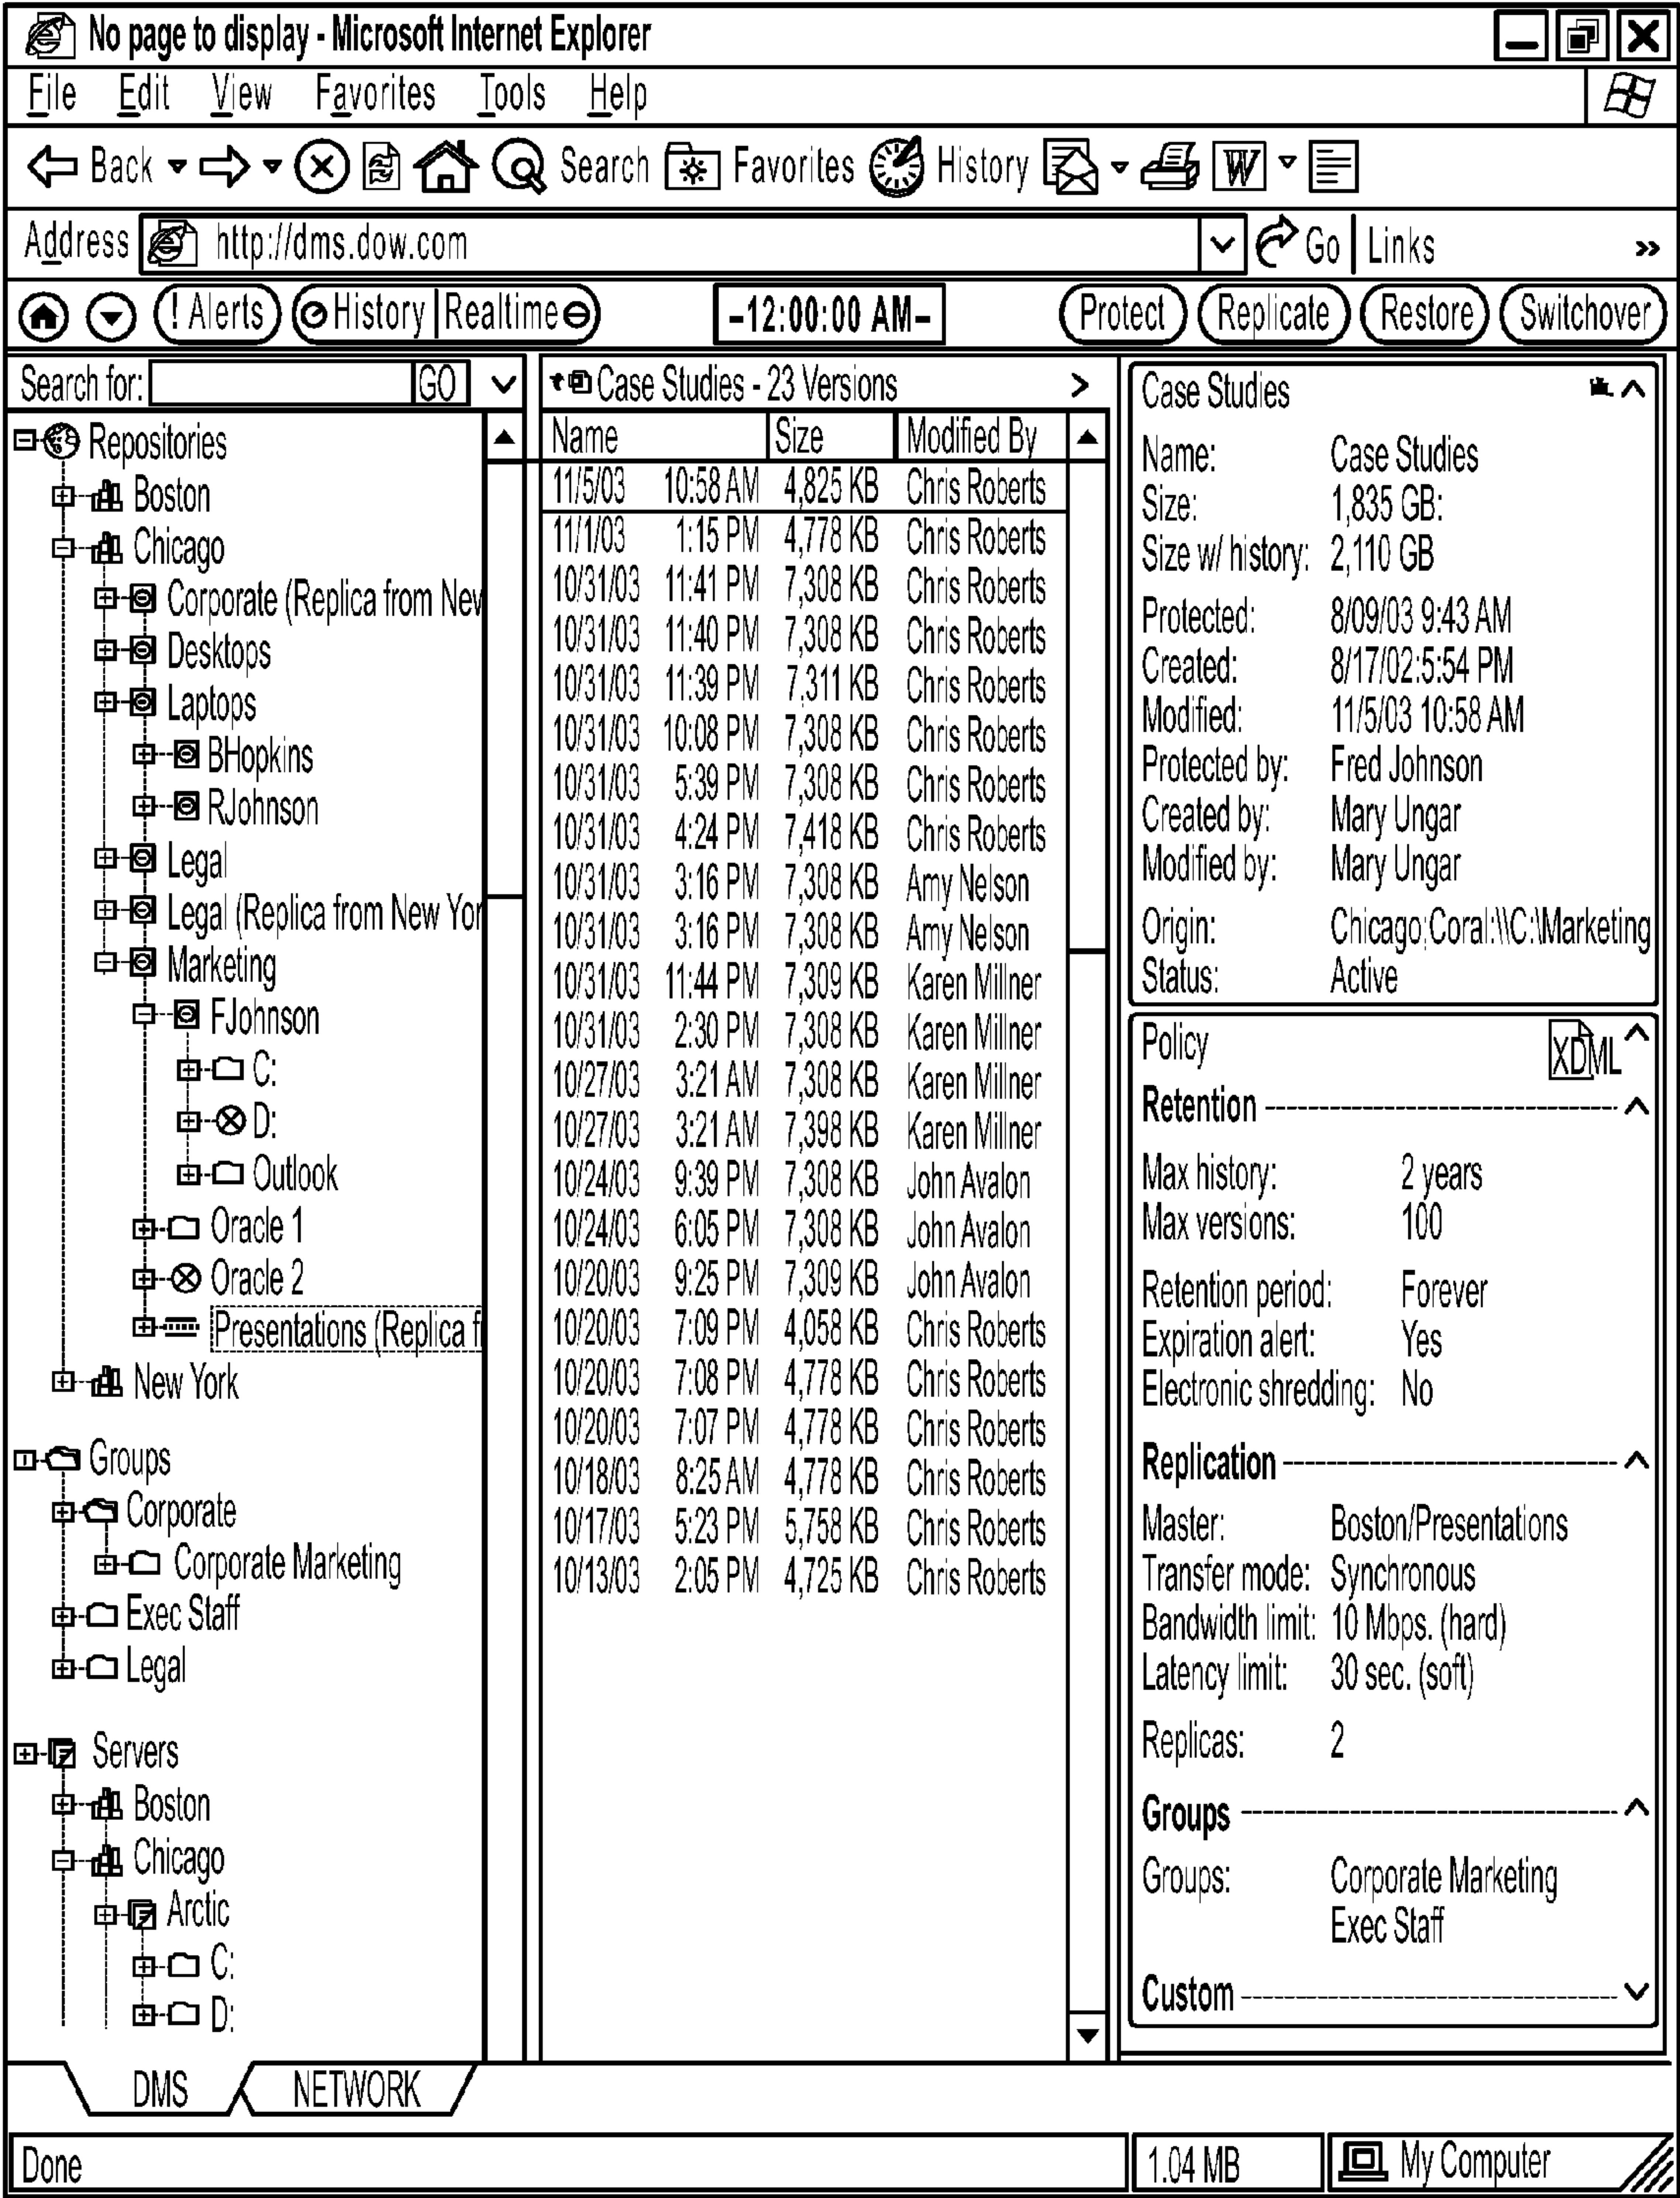 No page to display - Microsoft Internet Explorer
File Edit View Favorites Tools Help
Back Search Favorites History W
Address http://dms.dow.com Go Links »
! Alerts History | Realtime -12:00:00 AM- Protect Replicate Restore Switchover
Search for: GO
Repositories
Boston
Chicago
Corporate (Replica from New
Desktops
Laptops
BHopkins
RJohnson
Legal
Legal (Replica from New Yor
Marketing
FJohnson
C:
D:
Outlook
Oracle 1
Oracle 2
Presentations (Replica f
New York
Groups
Corporate
Corporate Marketing
Exec Staff
Legal
Servers
Boston
Chicago
Arctic
C:
D:
Case Studies - 23 Versions >
Name Size Modified By
11/5/03 10:58 AM 4,825 KB Chris Roberts
11/1/03 1:15 PM 4,778 KB Chris Roberts
10/31/03 11:41 PM 7,308 KB Chris Roberts
10/31/03 11:40 PM 7,308 KB Chris Roberts
10/31/03 11:39 PM 7,311 KB Chris Roberts
10/31/03 10:08 PM 7,308 KB Chris Roberts
10/31/03 5:39 PM 7,308 KB Chris Roberts
10/31/03 4:24 PM 7,418 KB Chris Roberts
10/31/03 3:16 PM 7,308 KB Amy Nelson
10/31/03 3:16 PM 7,308 KB Amy Nelson
10/31/03 11:44 PM 7,309 KB Karen Millner
10/31/03 2:30 PM 7,308 KB Karen Millner
10/27/03 3:21 AM 7,308 KB Karen Millner
10/27/03 3:21 AM 7,398 KB Karen Millner
10/24/03 9:39 PM 7,308 KB John Avalon
10/24/03 6:05 PM 7,308 KB John Avalon
10/20/03 9:25 PM 7,309 KB John Avalon
10/20/03 7:09 PM 4,058 KB Chris Roberts
10/20/03 7:08 PM 4,778 KB Chris Roberts
10/20/03 7:07 PM 4,778 KB Chris Roberts
10/18/03 8:25 AM 4,778 KB Chris Roberts
10/17/03 5:23 PM 5,758 KB Chris Roberts
10/13/03 2:05 PM 4,725 KB Chris Roberts
Case Studies
Name: Case Studies
Size: 1,835 GB:
Size w/ history: 2,110 GB
Protected: 8/09/03 9:43 AM
Created: 8/17/02:5:54 PM
Modified: 11/5/03 10:58 AM
Protected by: Fred Johnson
Created by: Mary Ungar
Modified by: Mary Ungar
Origin: Chicago;Coral:\\C:\Marketing
Status: Active
Policy XDML
Retention
Max history: 2 years
Max versions: 100
Retention period: Forever
Expiration alert: Yes
Electronic shredding: No
Replication
Master: Boston/Presentations
Transfer mode: Synchronous
Bandwidth limit: 10 Mbps. (hard)
Latency limit: 30 sec. (soft)
Replicas: 2
Groups
Groups: Corporate Marketing
Exec Staff
Custom
DMS NETWORK
Done 1.04 MB My Computer